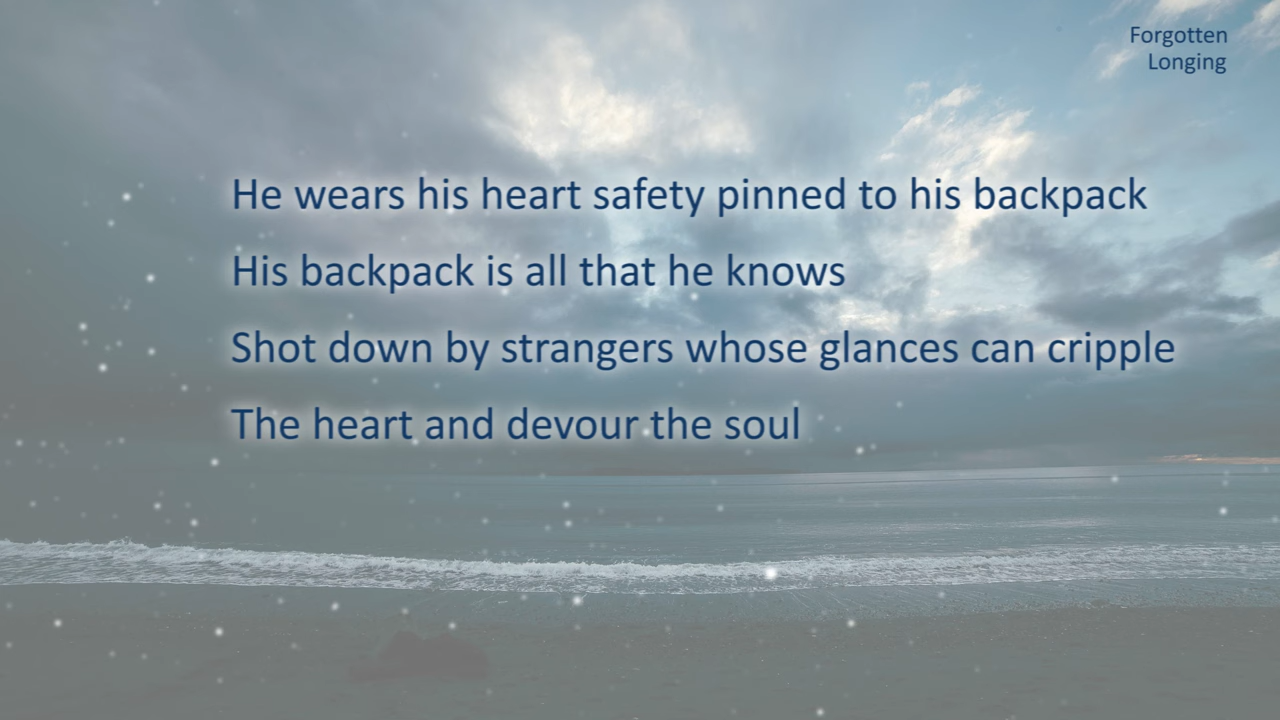 Forgotten
Longing
He wears his heart safety pinned to his backpack
His backpack is all that he knows
Shot down by strangers whose glances can cripple
The heart and devour the soul